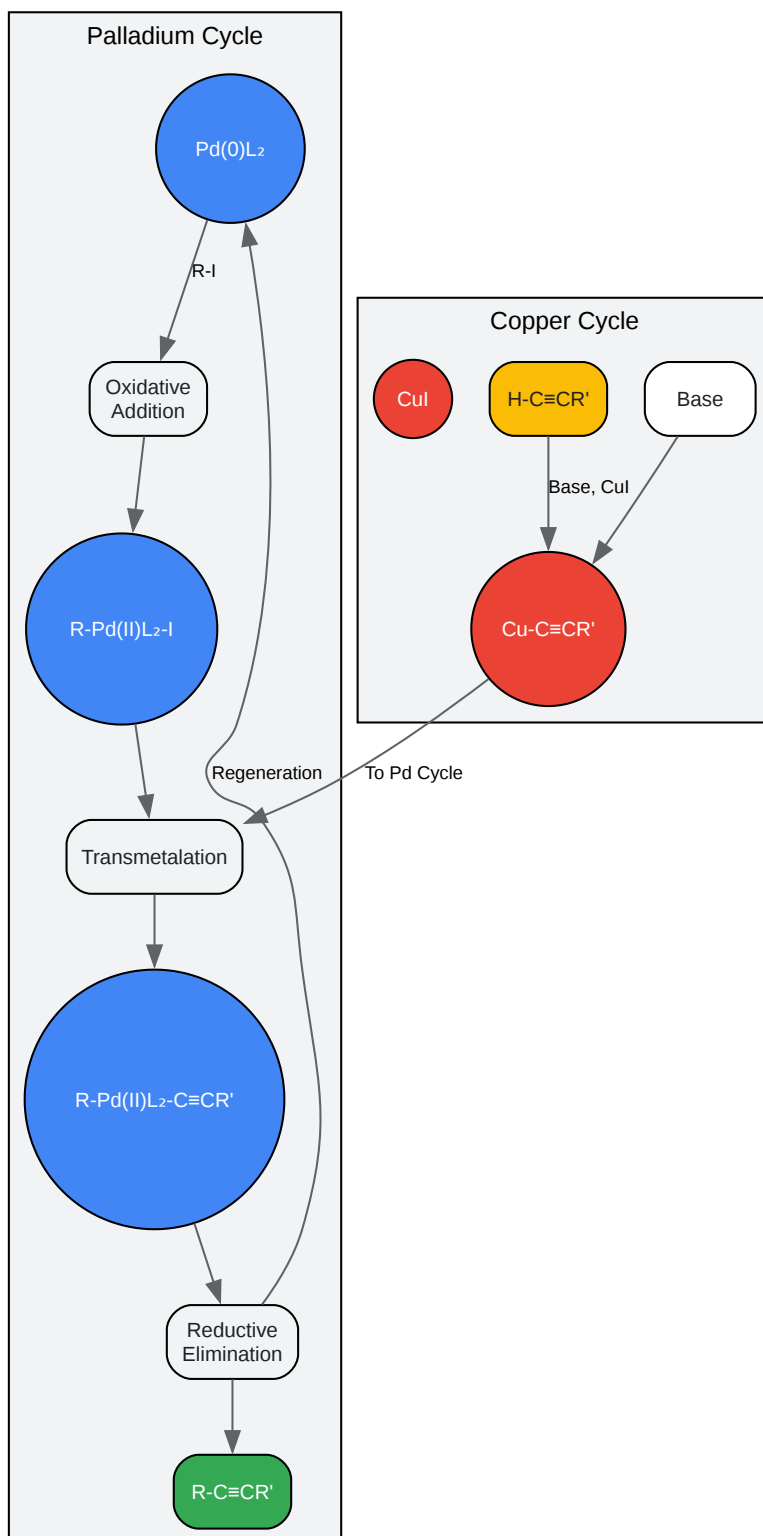 Palladium Cycle
Pd(0)L₂
R-I
Oxidative
Addition
R-Pd(II)L₂-I
Regeneration
Transmetalation
R-Pd(II)L₂-C≡CR'
Reductive
Elimination
R-C≡CR'
Copper Cycle
CuI
H-C≡CR'
Base
Base, CuI
Cu-C≡CR'
To Pd Cycle